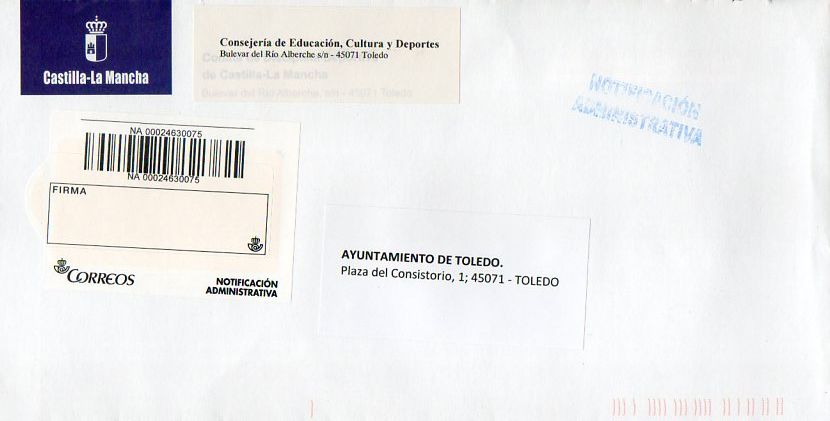 Castilla-La Mancha
Consejería de Educación, Cultura y Deportes
Bulevar del Río Alberche s/n - 45071 Toledo
de Castilla-La Mancha
Bulevar del Río Alberche, s/n - 45071 Toledo
NOTIFICACIÓN
ADMINISTRATIVA
NA 00024630075
NA 00024630075
FIRMA
CORREOS
NOTIFICACIÓN
ADMINISTRATIVA
AYUNTAMIENTO DE TOLEDO.
Plaza del Consistorio, 1; 45071 - TOLEDO